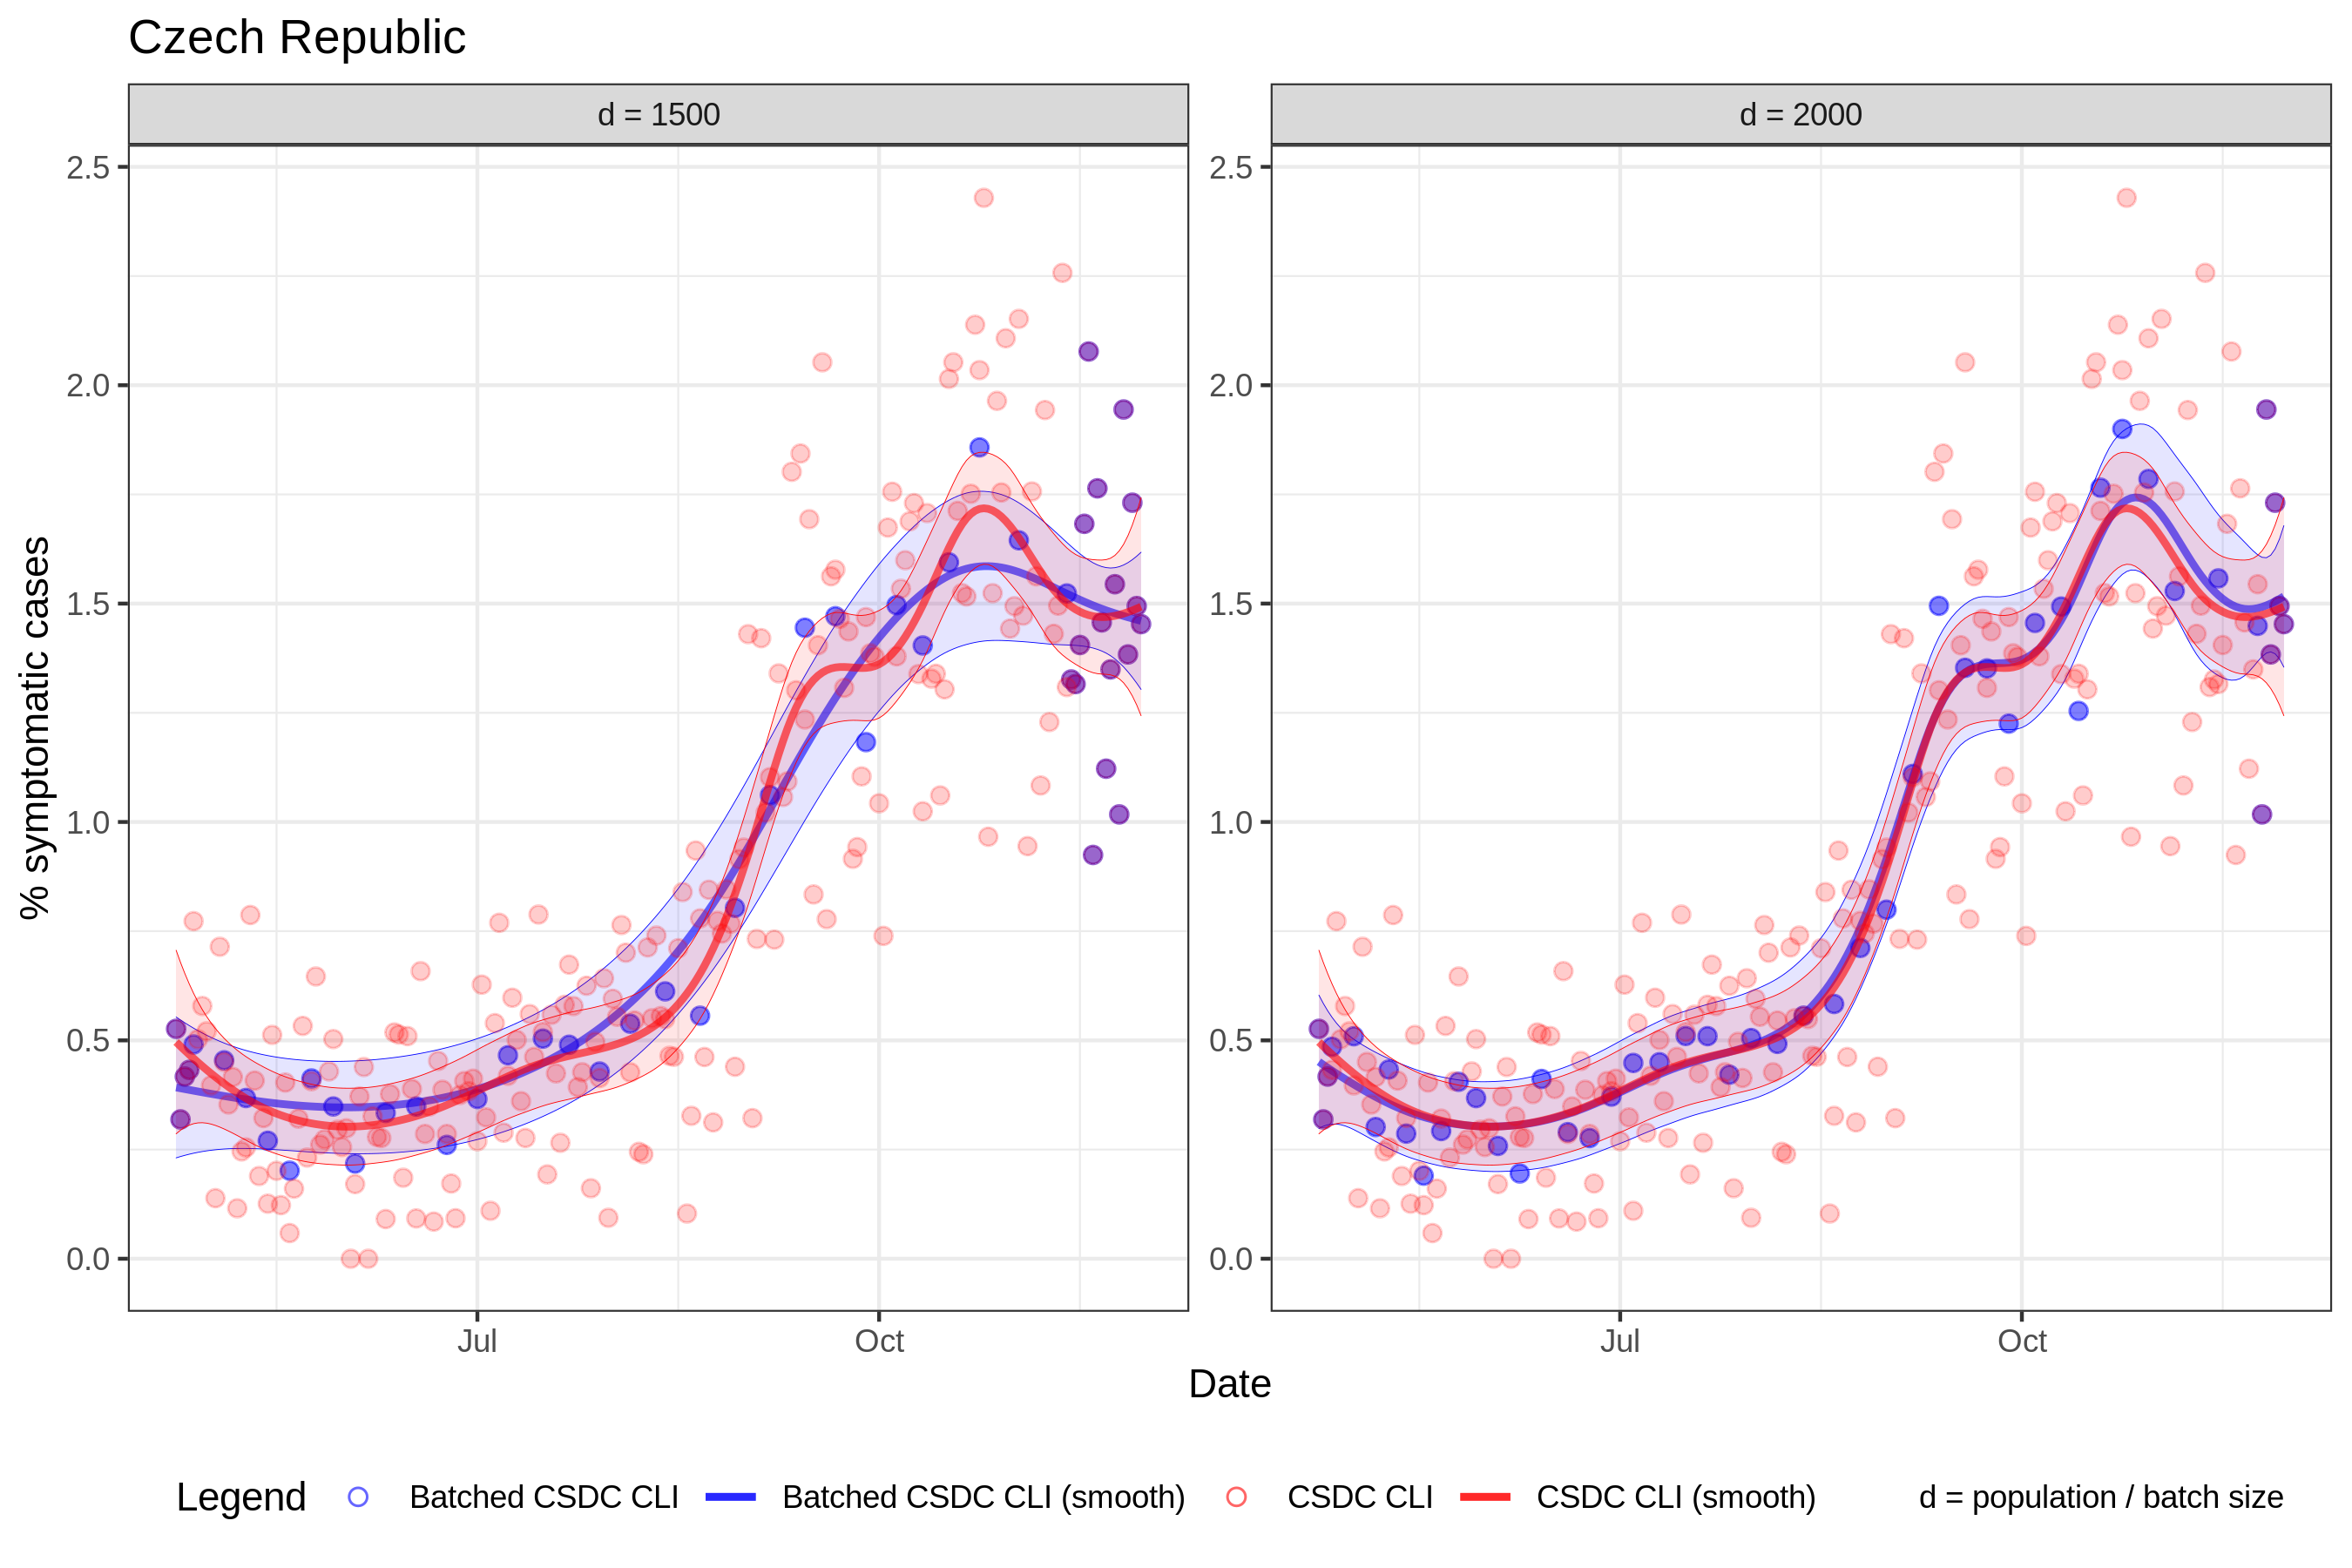 Czech Republic
d = 1500
d = 2000
% symptomatic cases
2.5
2.0
1.5
1.0
0.5
0.0
2.5
2.0
1.5
1.0
0.5
0.0
Jul
Oct
Jul
Oct
Date
Legend
Batched CSDC CLI
Batched CSDC CLI (smooth)
CSDC CLI
CSDC CLI (smooth)
d = population / batch size